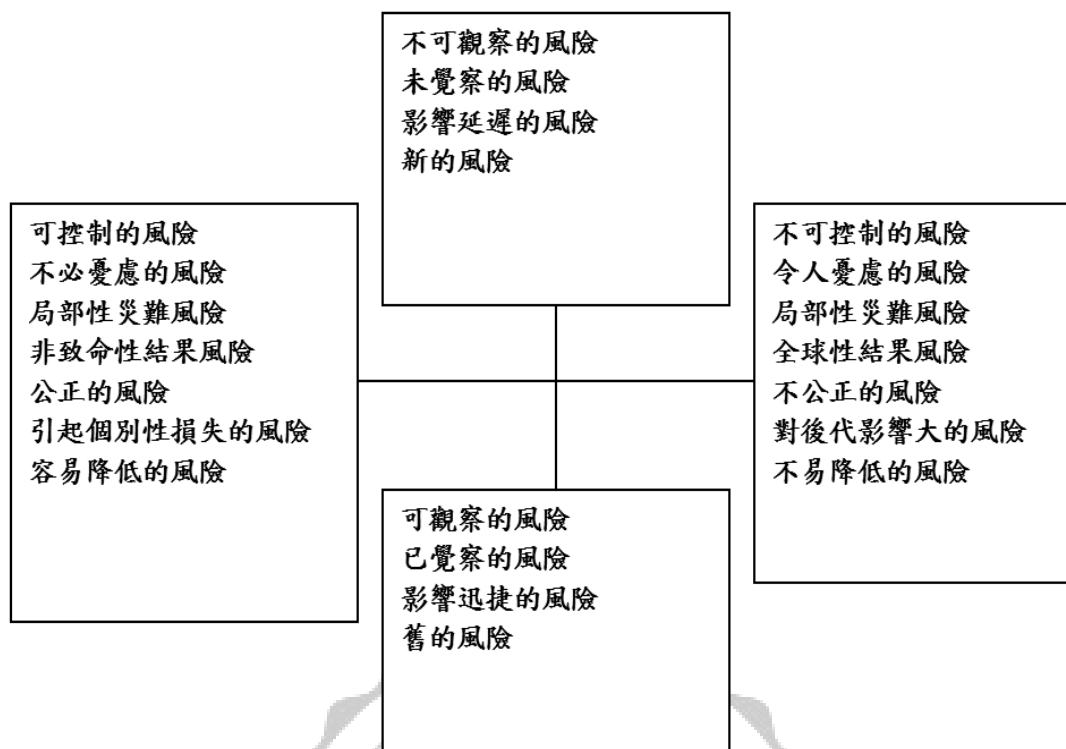 不可觀察的風險
未覺察的風險
影響延遲的風險
新的風險
可控制的風險
不必憂慮的風險
局部性災難風險
非致命性結果風險
公正的風險
引起個別性損失的風險
容易降低的風險
不可控制的風險
令人憂慮的風險
局部性災難風險
全球性結果風險
不公正的風險
對後代影響大的風險
不易降低的風險
可觀察的風險
已覺察的風險
影響迅捷的風險
舊的風險